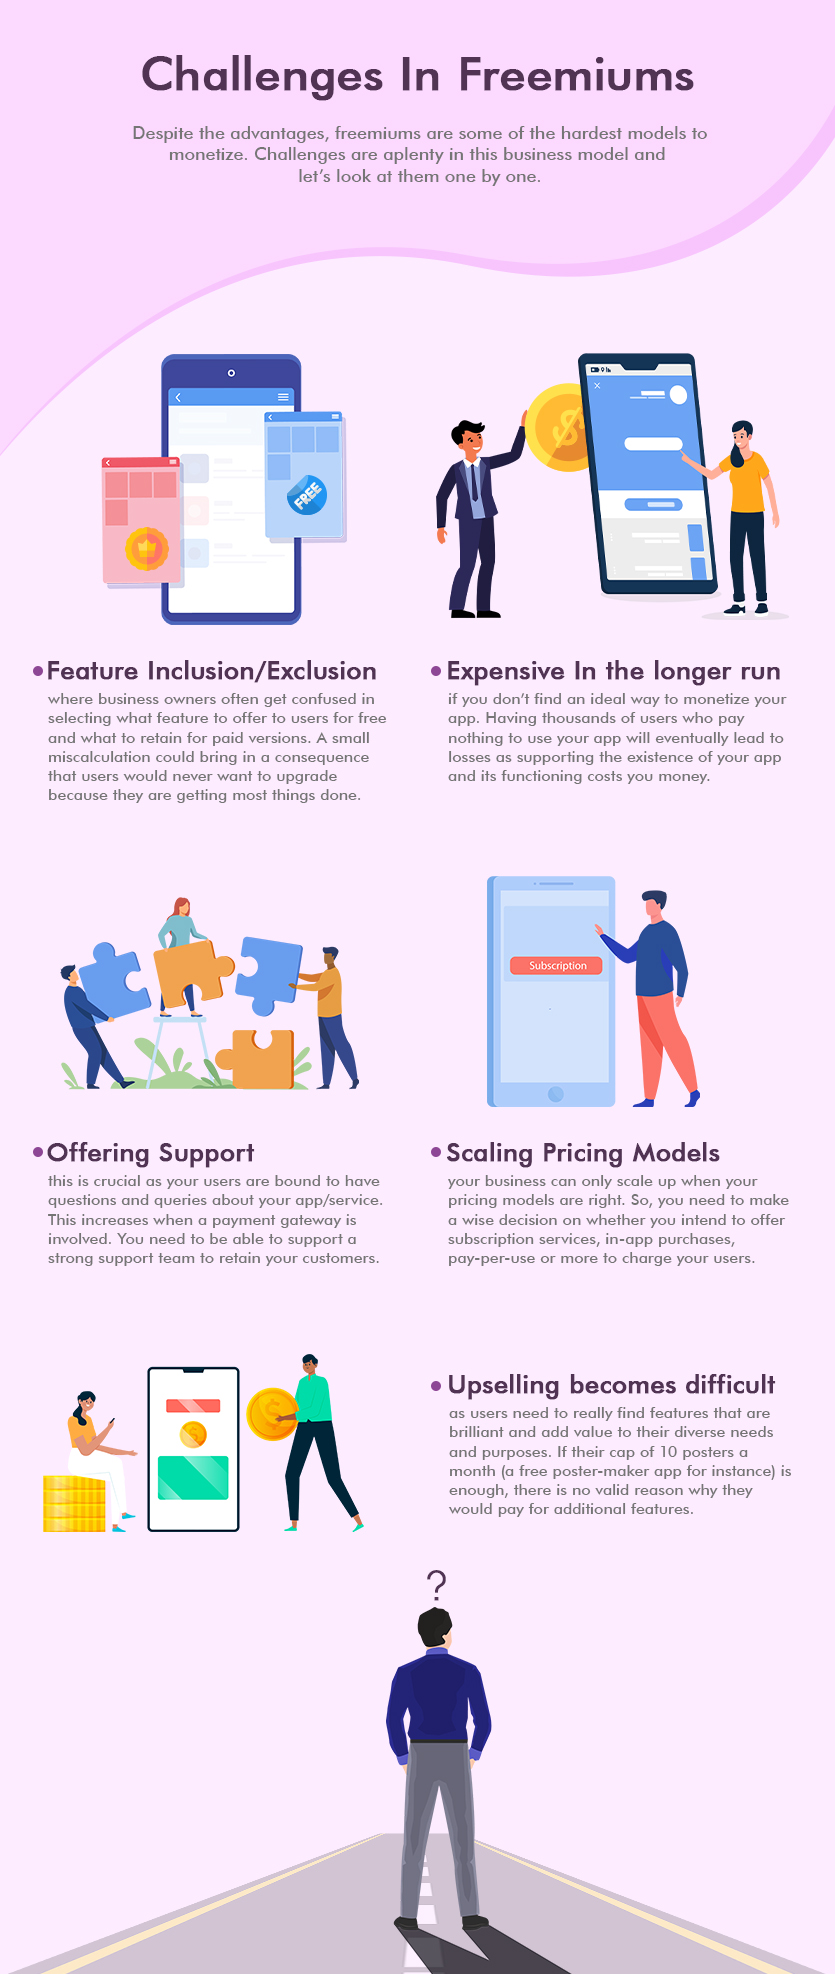 Challenges In Freemiums
Despite the advantages, freemiums are some of the hardest models to
monetize. Challenges are aplenty in this business model and
let's look at them one by one.
FREE
$
Feature Inclusion/Exclusion
where business owners often get confused in
selecting what feature to offer to users for free
and what to retain for paid versions. A small
miscalculation could bring in a consequence
that users would never want to upgrade
because they are getting most things done.
Expensive In the longer run
if you don't find an ideal way to monetize your
app. Having thousands of users who pay
nothing to use your app will eventually lead to
losses as supporting the existence of your app
and its functioning costs you money.
Subscription
Offering Support
this is crucial as your users are bound to have
questions and queries about your app/service.
This increases when a payment gateway is
involved. You need to be able to support a
strong support team to retain your customers.
Scaling Pricing Models
your business can only scale up when your
pricing models are right. So, you need to make
a wise decision on whether you intend to offer
subscription services, in-app purchases,
pay-per-use or more to charge your users.
$
$
Upselling becomes difficult
as users need to really find features that are
brilliant and add value to their diverse needs
and purposes. If their cap of 10 posters a
month (a free poster-maker app for instance) is
enough, there is no valid reason why they
would pay for additional features.
?